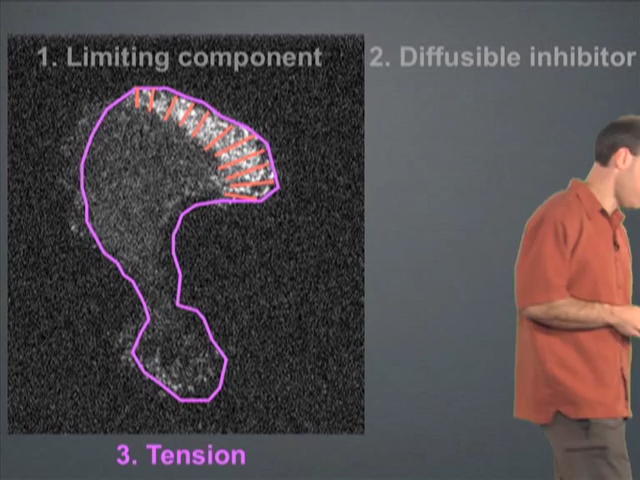 1. Limiting component
2. Diffusible inhibitor
3. Tension